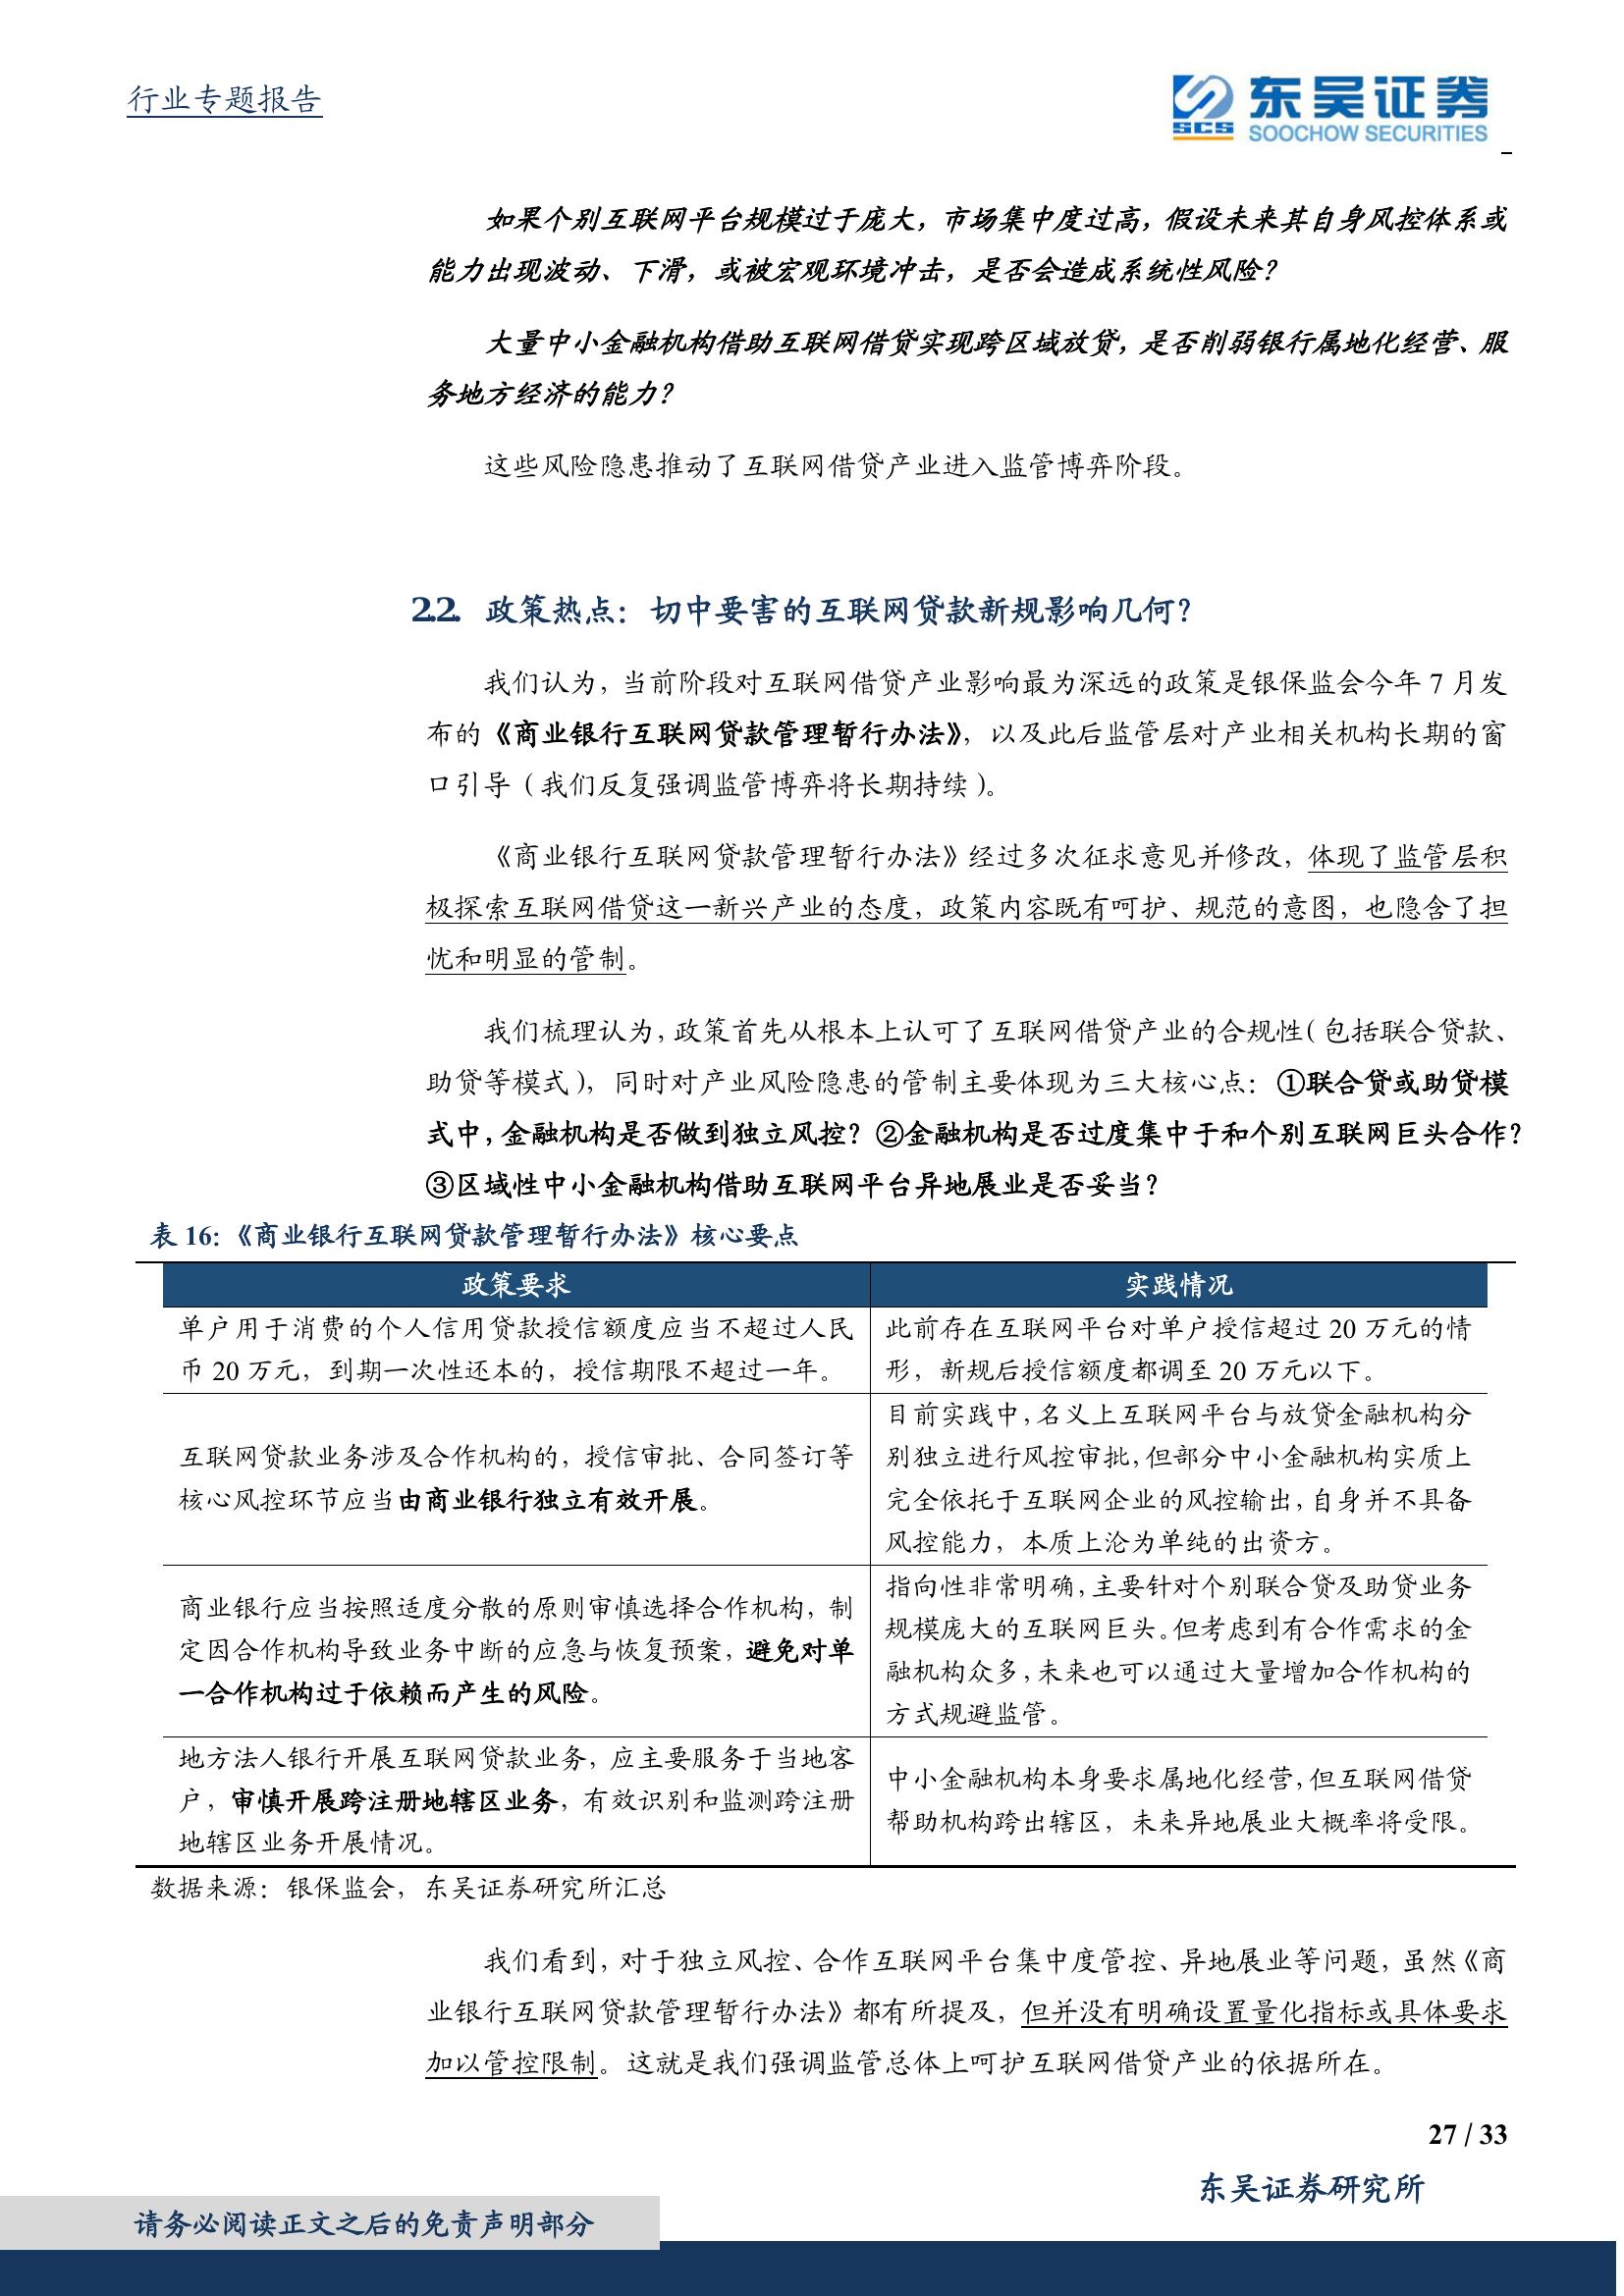 行业专题报告
东吴证券
SCS
SOOCHOW SECURITIES
如果个别互联网平台规模过于庞大，市场集中度过高，假设未来其自身风控体系或
能力出现波动、下滑，或被宏观环境冲击，是否会造成系统性风险？
大量中小金融机构借助互联网借贷实现跨区域放贷，是否削弱银行属地化经营、服
务地方经济的能力？
这些风险隐患推动了互联网借贷产业进入监管博弈阶段。
2.2. 政策热点：切中要害的互联网贷款新规影响几何？
我们认为，当前阶段对互联网借贷产业影响最为深远的政策是银保监会今年 7 月发
布的《商业银行互联网贷款管理暂行办法》，以及此后监管层对产业相关机构长期的窗
口引导（我们反复强调监管博弈将长期持续）。
《商业银行互联网贷款管理暂行办法》经过多次征求意见并修改，体现了监管层积
极探索互联网借贷这一新兴产业的态度，政策内容既有呵护、规范的意图，也隐含了担
忧和明显的管制。
我们梳理认为，政策首先从根本上认可了互联网借贷产业的合规性（包括联合贷款、
助贷等模式），同时对产业风险隐患的管制主要体现为三大核心点：①联合贷或助贷模
式中，金融机构是否做到独立风控？②金融机构是否过度集中于和个别互联网巨头合作？
③区域性中小金融机构借助互联网平台异地展业是否妥当？
表 16：《商业银行互联网贷款管理暂行办法》核心要点
政策要求
实践情况
单户用于消费的个人信用贷款授信额度应当不超过人民
币 20 万元，到期一次性还本的，授信期限不超过一年。
此前存在互联网平台对单户授信超过 20 万元的情
形，新规后授信额度都调至 20 万元以下。
互联网贷款业务涉及合作机构的，授信审批、合同签订等
核心风控环节应当由商业银行独立有效开展。
目前实践中，名义上互联网平台与放贷金融机构分
别独立进行风控审批，但部分中小金融机构实质上
完全依托于互联网企业的风控输出，自身并不具备
风控能力，本质上沦为单纯的出资方。
商业银行应当按照适度分散的原则审慎选择合作机构，制
定因合作机构导致业务中断的应急与恢复预案，避免对单
一合作机构过于依赖而产生的风险。
指向性非常明确，主要针对个别联合贷及助贷业务
规模庞大的互联网巨头。但考虑到有合作需求的金
融机构众多，未来也可以通过大量增加合作机构的
方式规避监管。
地方法人银行开展互联网贷款业务，应主要服务于当地客
户，审慎开展跨注册地辖区业务，有效识别和监测跨注册
地辖区业务开展情况。
中小金融机构本身要求属地化经营，但互联网借贷
帮助机构跨出辖区，未来异地展业大概率将受限。
数据来源：银保监会，东吴证券研究所汇总
我们看到，对于独立风控、合作互联网平台集中度管控、异地展业等问题，虽然《商
业银行互联网贷款管理暂行办法》都有所提及，但并没有明确设置量化指标或具体要求
加以管控限制。这就是我们强调监管总体上呵护互联网借贷产业的依据所在。
27 / 33
东吴证券研究所
请务必阅读正文之后的免责声明部分